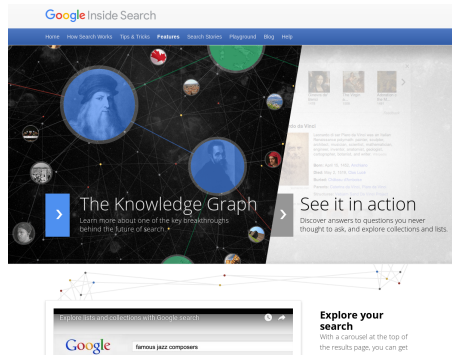 Google Inside Search
Home How Search Works Tips & Tricks Features Search Stories Playground Blog Help
The Knowledge Graph
Learn more about one of the key breakthroughs
behind the future of search.
See it in action
Discover answers to questions you never
thought to ask, and explore collections and lists.
Explore lists and collections with Google search
Google famous jazz composers
Explore your
search
With a carousel at the top of
the results page, you can get